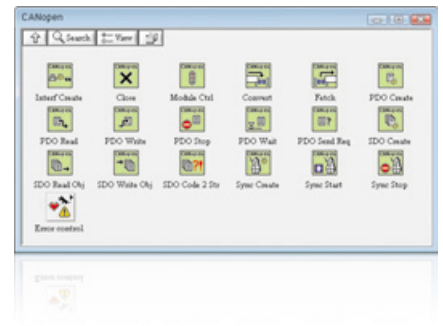 CANopen
Search View
Interf Create Close Module Ctrl Convert Fetch PDO Create
PDO Read PDO Write PDO Stop PDO Wait PDO Send Req SDO Create
SDO Read Obj SDO Write Obj SDO Code 2 Str Sync Create Sync Start Sync Stop
Error control